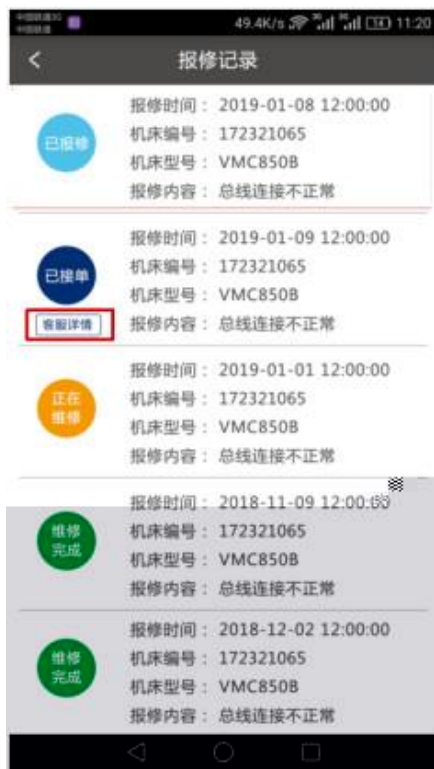 中国联通3G
49.4K/s 3G 3G 54 11:20
报修记录
已报修
报修时间： 2019-01-08 12:00:00
机床编号： 172321065
机床型号： VMC850B
报修内容： 总线连接不正常
已接单
客服详情
报修时间： 2019-01-09 12:00:00
机床编号： 172321065
机床型号： VMC850B
报修内容： 总线连接不正常
正在
维修
报修时间： 2019-01-01 12:00:00
机床编号： 172321065
机床型号： VMC850B
报修内容： 总线连接不正常
维修
完成
报修时间： 2018-11-09 12:00:00
机床编号： 172321065
机床型号： VMC850B
报修内容： 总线连接不正常
维修
完成
报修时间： 2018-12-02 12:00:00
机床编号： 172321065
机床型号： VMC850B
报修内容： 总线连接不正常